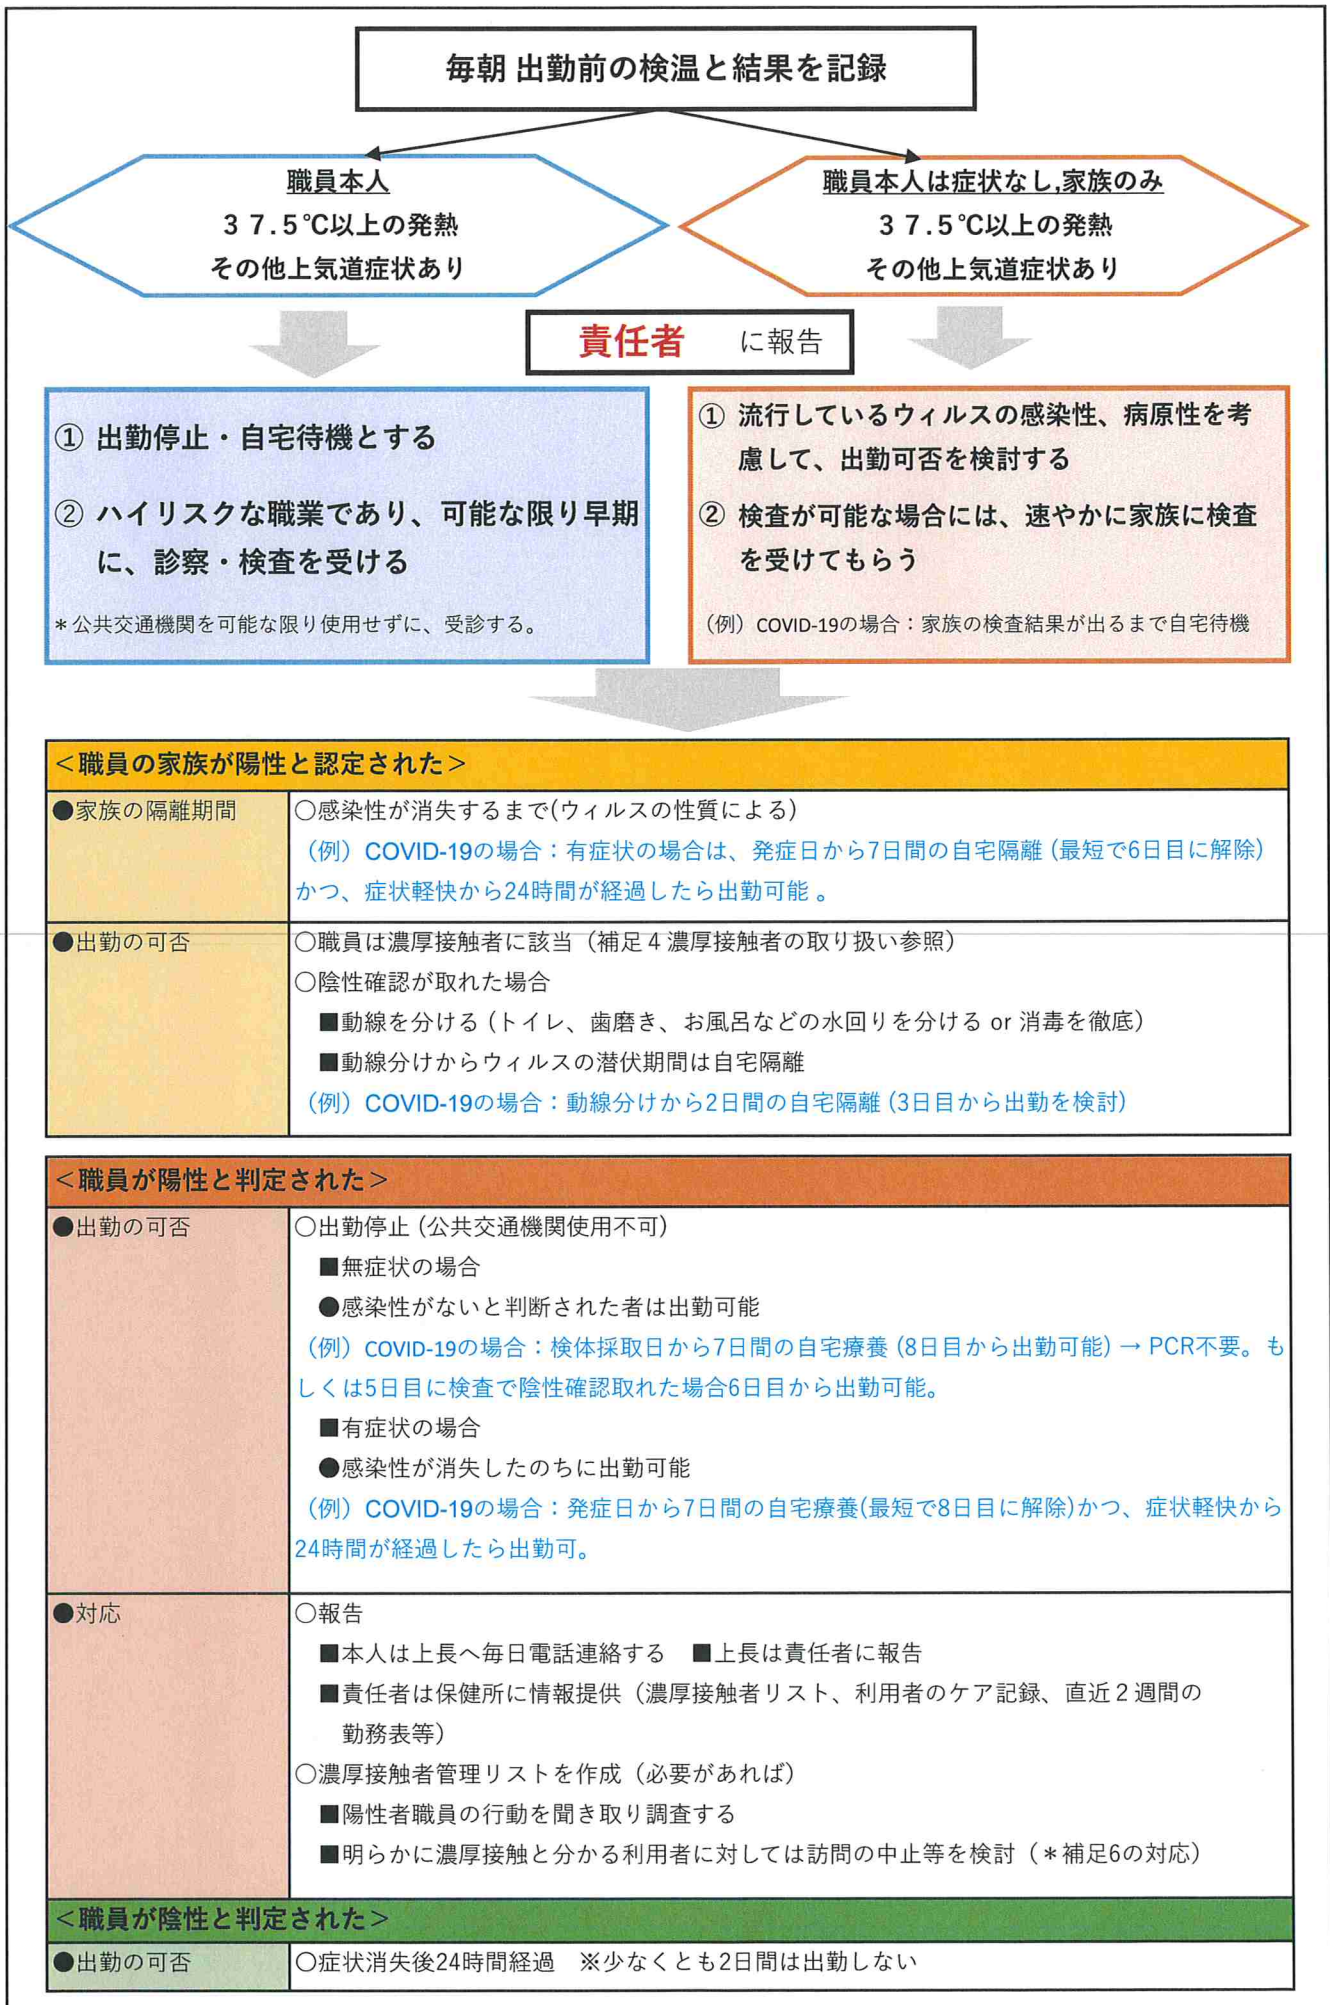 毎朝 出勤前の検温と結果を記録
職員本人
３７.５℃以上の発熱
その他上気道症状あり
職員本人は症状なし,家族のみ
３７.５℃以上の発熱
その他上気道症状あり
責任者 に報告
① 出勤停止・自宅待機とする
② ハイリスクな職業であり、可能な限り早期
に、診察・検査を受ける
＊公共交通機関を可能な限り使用せずに、受診する。
① 流行しているウィルスの感染性、病原性を考
慮して、出勤可否を検討する
② 検査が可能な場合には、速やかに家族に検査
を受けてもらう
（例）COVID-19の場合：家族の検査結果が出るまで自宅待機
＜職員の家族が陽性と認定された＞
●家族の隔離期間
○感染性が消失するまで(ウィルスの性質による)
（例）COVID-19の場合：有症状の場合は、発症日から7日間の自宅隔離 (最短で6日目に解除)
かつ、症状軽快から24時間が経過したら出勤可能 。
●出勤の可否
○職員は濃厚接触者に該当（補足４濃厚接触者の取り扱い参照）
○陰性確認が取れた場合
■動線を分ける (トイレ、歯磨き、お風呂などの水回りを分ける or 消毒を徹底)
■動線分けからウィルスの潜伏期間は自宅隔離
（例）COVID-19の場合：動線分けから2日間の自宅隔離 (3日目から出勤を検討)
＜職員が陽性と判定された＞
●出勤の可否
○出勤停止 (公共交通機関使用不可)
■無症状の場合
●感染性がないと判断された者は出勤可能
（例）COVID-19の場合：検体採取日から7日間の自宅療養 (8日目から出勤可能) → PCR不要。も
しくは5日目に検査で陰性確認取れた場合6日目から出勤可能。
■有症状の場合
●感染性が消失したのちに出勤可能
（例）COVID-19の場合：発症日から7日間の自宅療養(最短で8日目に解除)かつ、症状軽快から
24時間が経過したら出勤可。
●対応
○報告
■本人は上長へ毎日電話連絡する ■上長は責任者に報告
■責任者は保健所に情報提供（濃厚接触者リスト、利用者のケア記録、直近２週間の
勤務表等）
○濃厚接触者管理リストを作成（必要があれば）
■陽性者職員の行動を聞き取り調査する
■明らかに濃厚接触と分かる利用者に対しては訪問の中止等を検討（＊補足6の対応）
＜職員が陰性と判定された＞
●出勤の可否
○症状消失後24時間経過 ※少なくとも2日間は出勤しない